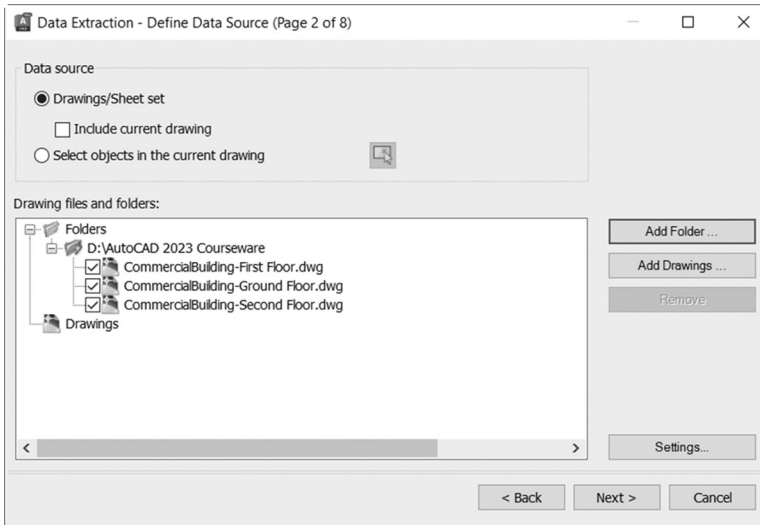 Data Extraction - Define Data Source (Page 2 of 8)
Data source
Drawings/Sheet set
Include current drawing
Select objects in the current drawing
Drawing files and folders:
Folders
D:\AutoCAD 2023 Courseware
CommercialBuilding-First Floor.dwg
CommercialBuilding-Ground Floor.dwg
CommercialBuilding-Second Floor.dwg
Drawings
Add Folder ...
Add Drawings ...
Remove
Settings...
< Back Next > Cancel